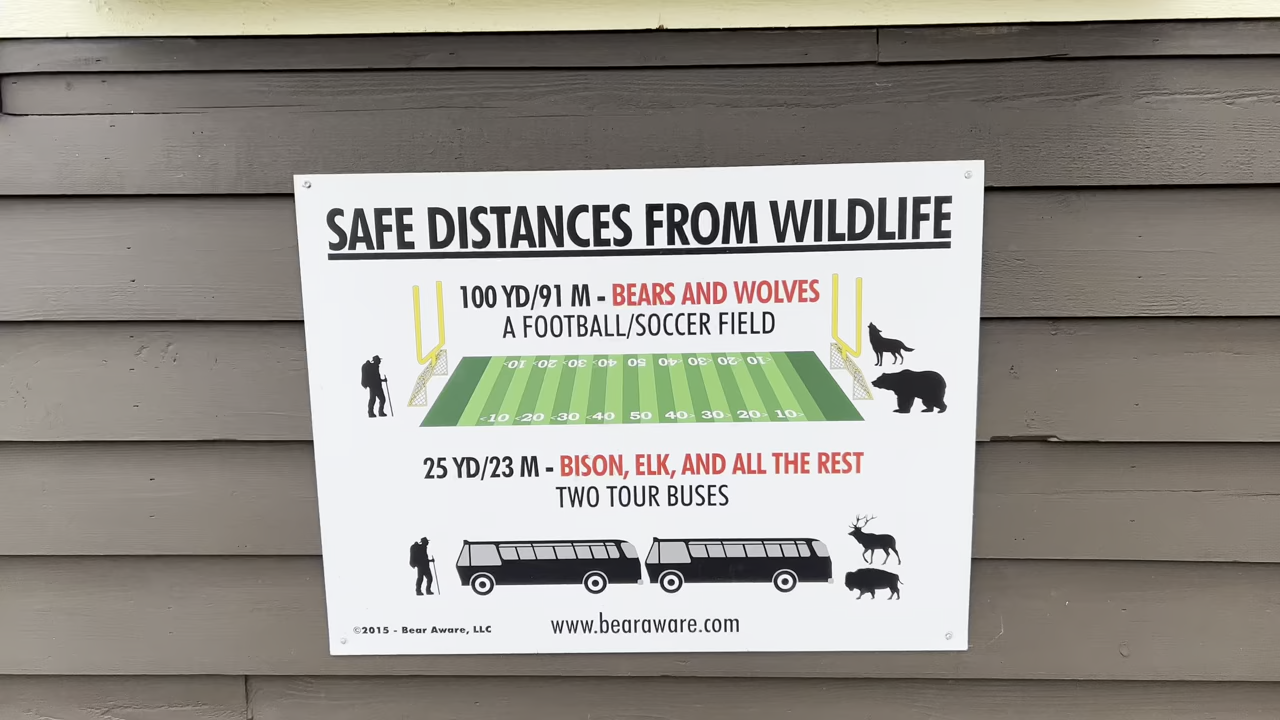 SAFE DISTANCES FROM WILDLIFE
100 YD/91 M - BEARS AND WOLVES
A FOOTBALL/SOCCER FIELD
10 20 30 40 50 40 30 20 10
<10 <20 <30 <40 50 40> 30> 20> 10>
25 YD/23 M - BISON, ELK, AND ALL THE REST
TWO TOUR BUSES
©2015 - Bear Aware, LLC
www.bearaware.com